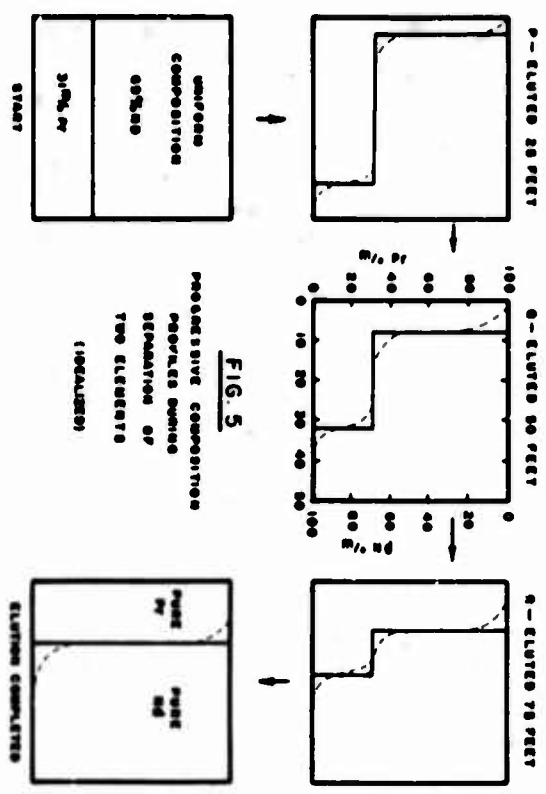 P — ELUTED 25 FEET
Q — ELUTED 50 FEET
R — ELUTED 75 FEET
100
80
60
40
20
0
0
20
40
60
80
100
0
10
20
30
40
50
UNIFORM
COMPOSITION
69% Nd
31% Pr
START
FIG. 5
PROGRESSIVE COMPOSITION
PROFILES DURING
SEPARATION OF
TWO ELEMENTS
(IDEALIZED)
PURE
Pr
PURE
Nd
ELUTION COMPLETED